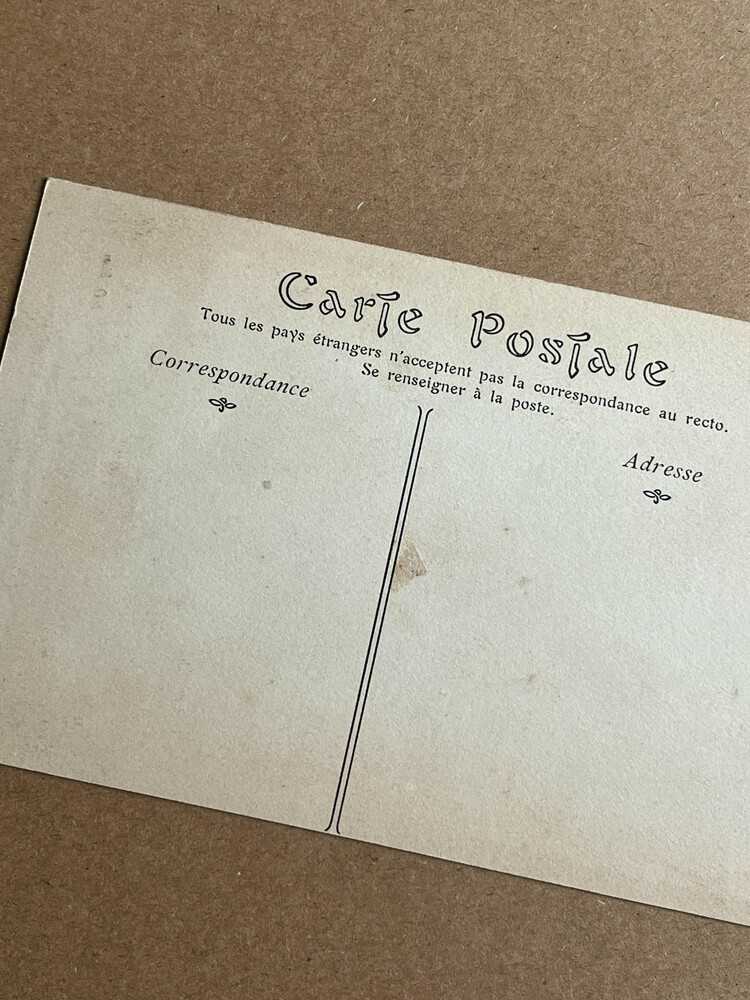 Carte Postale
Tous les pays étrangers n'acceptent pas la correspondance au recto.
Se renseigner à la poste.
Correspondance
Adresse